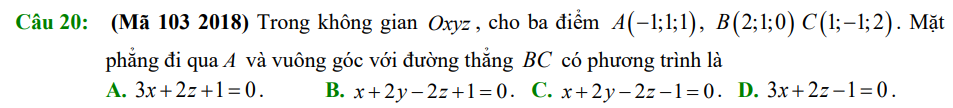 Câu 20: (Mã 103 2018) Trong không gian Oxyz, cho ba điểm A(−1;1;1), B(2;1;0) C(1;−1;2). Mặt
phẳng đi qua A và vuông góc với đường thẳng BC có phương trình là
A. 3x+2z+1=0. B. x+2y−2z+1=0. C. x+2y−2z−1=0. D. 3x+2z−1=0.